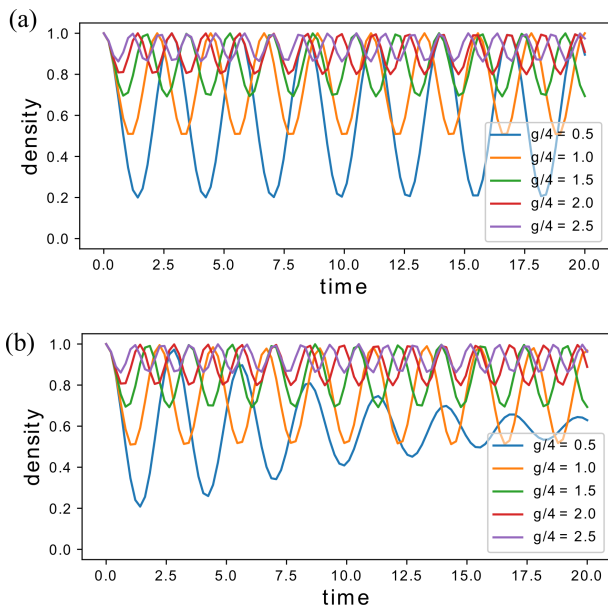 (a)
density
1.0
0.8
0.6
0.4
0.2
0.0
g/4 = 0.5
g/4 = 1.0
g/4 = 1.5
g/4 = 2.0
g/4 = 2.5
0.0 2.5 5.0 7.5 10.0 12.5 15.0 17.5 20.0
time
(b)
density
1.0
0.8
0.6
0.4
0.2
0.0
g/4 = 0.5
g/4 = 1.0
g/4 = 1.5
g/4 = 2.0
g/4 = 2.5
0.0 2.5 5.0 7.5 10.0 12.5 15.0 17.5 20.0
time